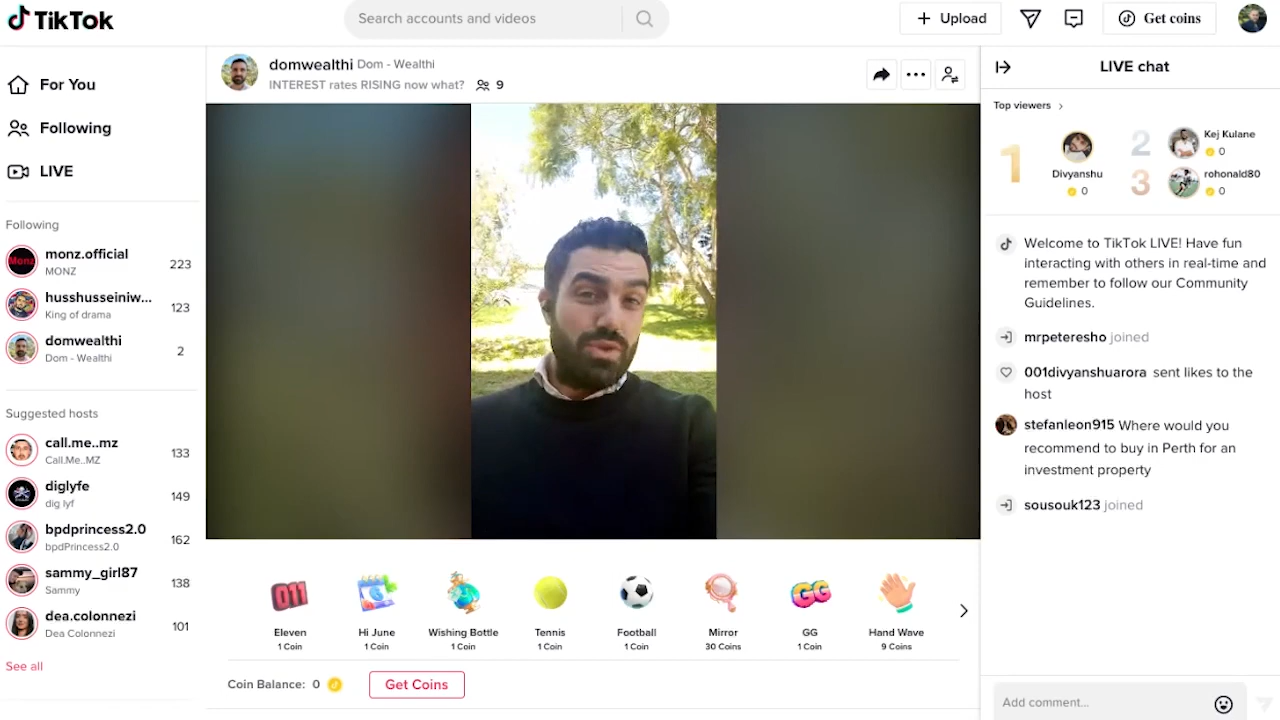 TikTok
Search accounts and videos
Upload
Get coins
For You
Following
LIVE
Following
monz.official
MONZ
223
husshusseiniw...
King of drama
123
domwealthi
Dom - Wealthi
2
Suggested hosts
call.me..mz
Call.Me..MZ
133
diglyfe
dig lyf
149
bpdprincess2.0
bpdPrincess2.0
162
sammy_girl87
Sammy
138
dea.colonnezi
Dea Colonnezi
101
See all
domwealthi Dom - Wealthi
INTEREST rates RISING now what? 9
Monz
011
Eleven
1 Coin
6
Hi June
1 Coin
Wishing Bottle
1 Coin
Tennis
1 Coin
Football
1 Coin
Mirror
30 Coins
GG
GG
1 Coin
Hand Wave
9 Coins
Coin Balance: 0
Get Coins
LIVE chat
Top viewers
1
Divyanshu
0
2
Kej Kulane
0
3
rohonald80
0
Welcome to TikTok LIVE! Have fun
interacting with others in real-time and
remember to follow our Community
Guidelines.
mrpeteresho joined
001divyanshuarora sent likes to the
host
stefanleon915 Where would you
recommend to buy in Perth for an
investment property
sousouk123 joined
Add comment...